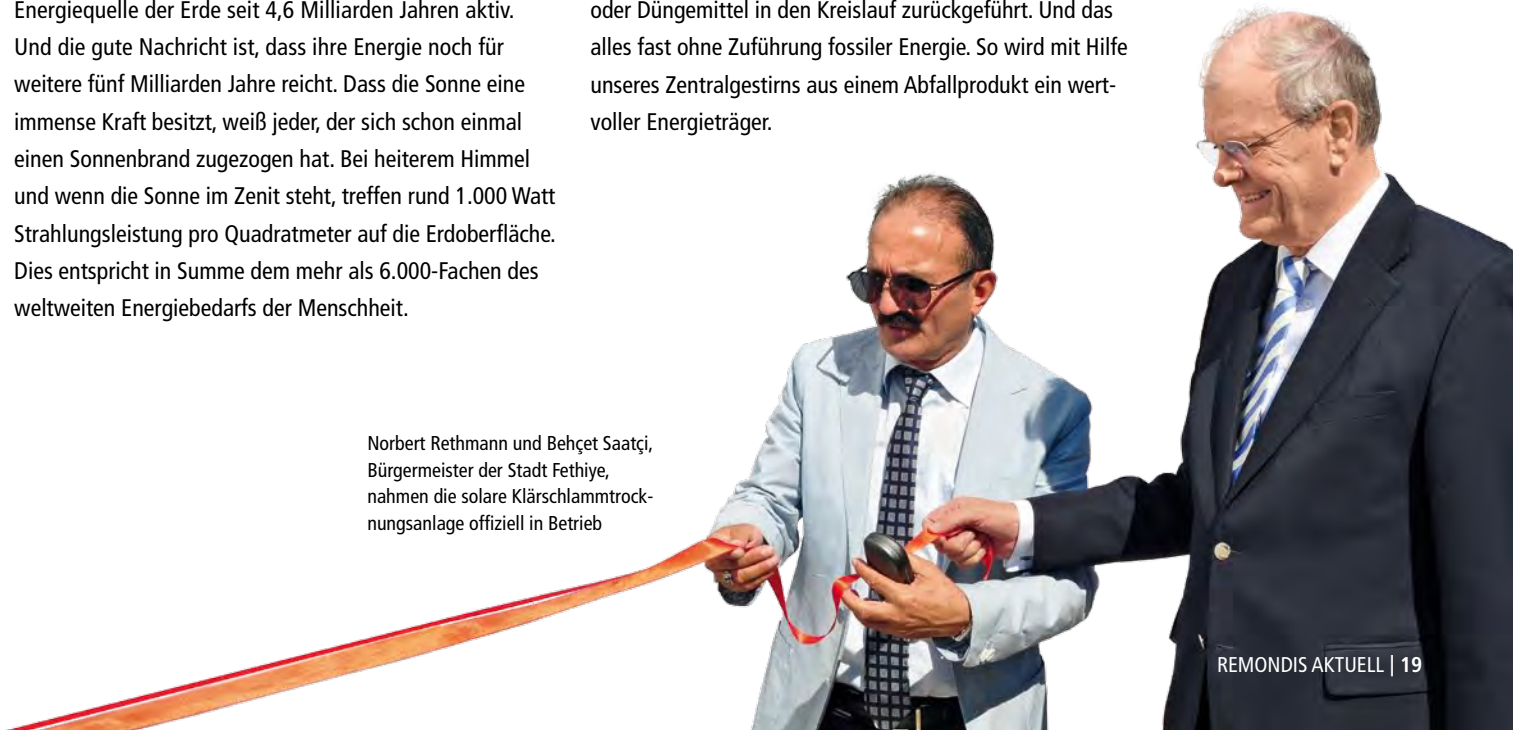 Energiequelle der Erde seit 4,6 Milliarden Jahren aktiv.
Und die gute Nachricht ist, dass ihre Energie noch für
weitere fünf Milliarden Jahre reicht. Dass die Sonne eine
immense Kraft besitzt, weiß jeder, der sich schon einmal
einen Sonnenbrand zugezogen hat. Bei heiterem Himmel
und wenn die Sonne im Zenit steht, treffen rund 1.000 Watt
Strahlungsleistung pro Quadratmeter auf die Erdoberfläche.
Dies entspricht in Summe dem mehr als 6.000-Fachen des
weltweiten Energiebedarfs der Menschheit.
oder Düngemittel in den Kreislauf zurückgeführt. Und das
alles fast ohne Zuführung fossiler Energie. So wird mit Hilfe
unseres Zentralgestirns aus einem Abfallprodukt ein wert-
voller Energieträger.
Norbert Rethmann und Behçet Saatçi,
Bürgermeister der Stadt Fethiye,
nahmen die solare Klärschlammtrock-
nungsanlage offiziell in Betrieb
REMONDIS AKTUELL | 19